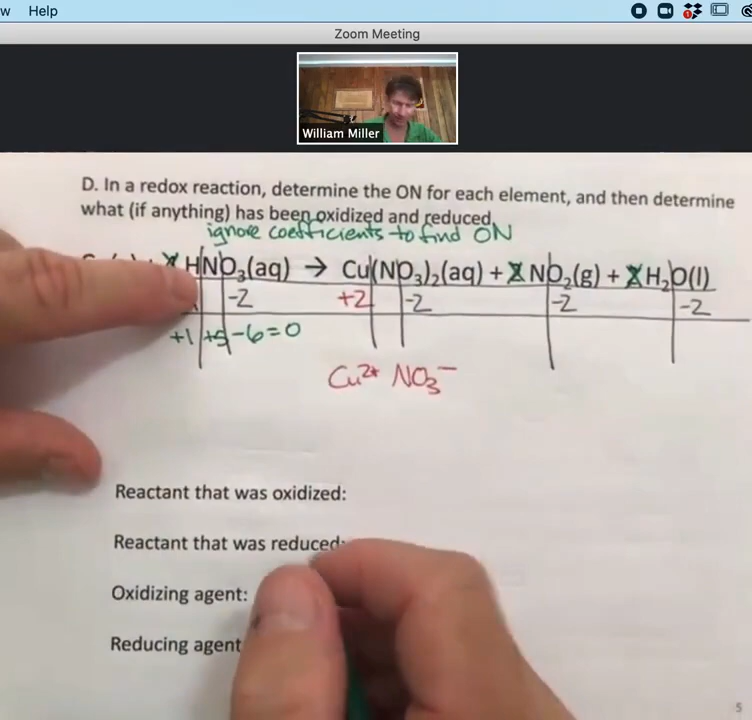 w Help
Zoom Meeting
William Miller
D. In a redox reaction, determine the ON for each element, and then determine
what (if anything) has been oxidized and reduced.
ignore coefficients to find ON
HNO₃(aq) → Cu(NO₃)₂(aq) + 2 NO₂(g) + 2 H₂O(l)
-2 +2 -2 -2 -2
+1 +5 -6=0
Cu²⁺ NO₃⁻
Reactant that was oxidized:
Reactant that was reduced:
Oxidizing agent:
Reducing agent
5